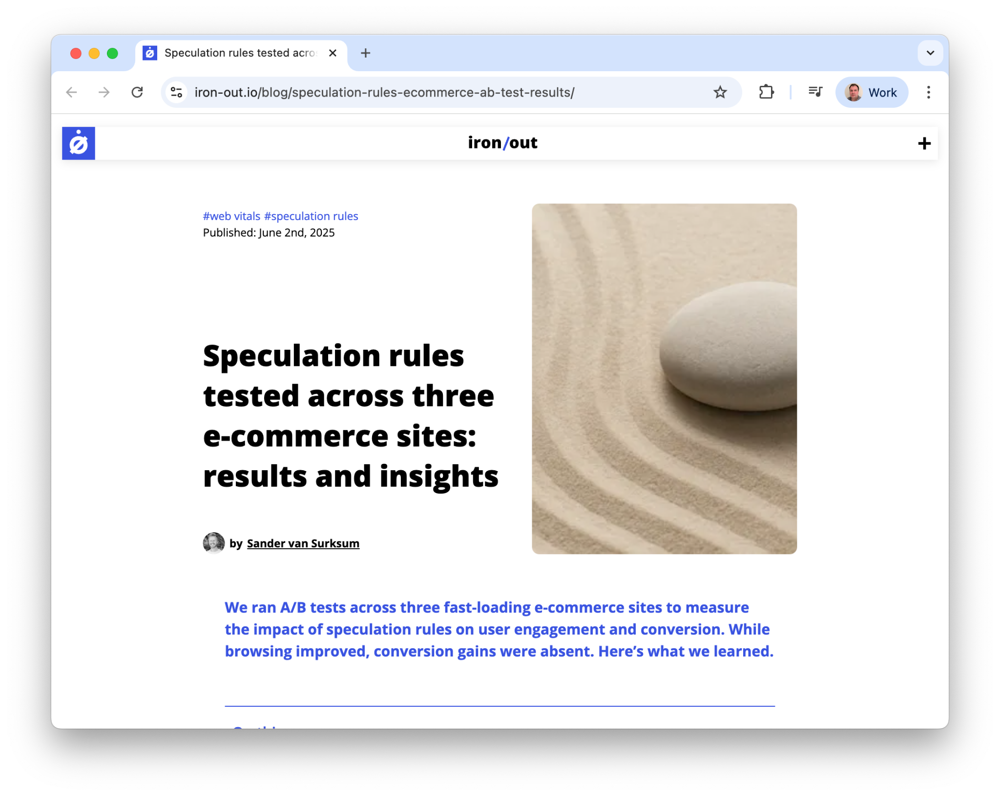 Speculation rules tested acro
iron-out.io/blog/speculation-rules-ecommerce-ab-test-results/
Work
iron/out
#web vitals #speculation rules
Published: June 2nd, 2025
Speculation rules
tested across three
e-commerce sites:
results and insights
by Sander van Surksum
We ran A/B tests across three fast-loading e-commerce sites to measure
the impact of speculation rules on user engagement and conversion. While
browsing improved, conversion gains were absent. Here’s what we learned.